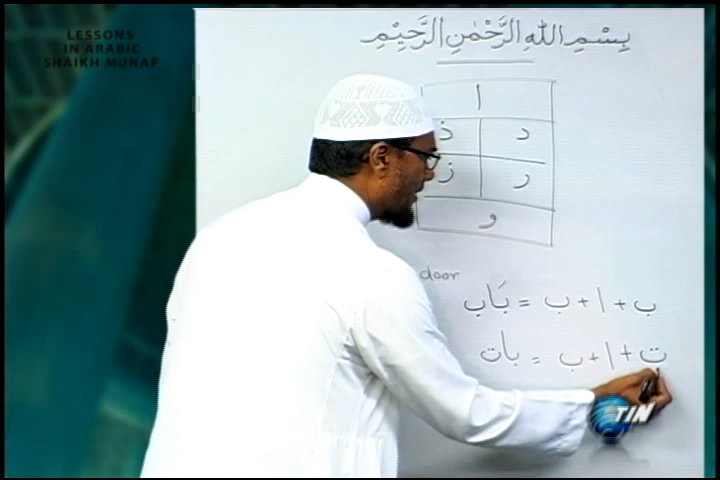 LESSONS
IN ARABIC
SHAIKH MUNAF
بِسْمِ اللهِ الرَّحْمٰنِ الرَّحِيْمِ
ا
د ذ
ر ز
و
door
ب + ا + ب = بَاب
ت + ا + ب = بات
TIN